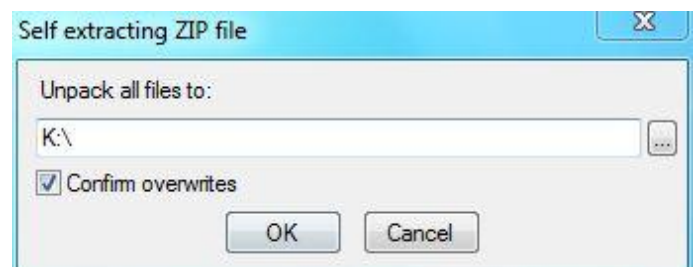 Self extracting ZIP file
Unpack all files to:
K:\
...
Confirm overwrites
OK Cancel